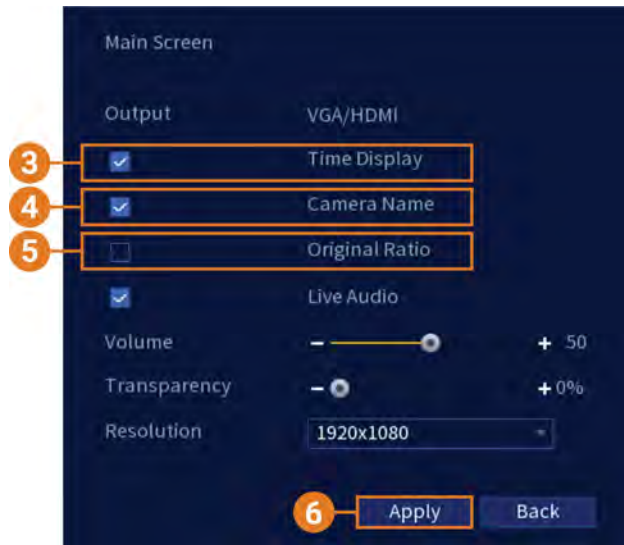 Main Screen
Output VGA/HDMI
3 Time Display
4 Camera Name
5 Original Ratio
Live Audio
Volume - + 50
Transparency - + 0%
Resolution 1920x1080
6 Apply Back